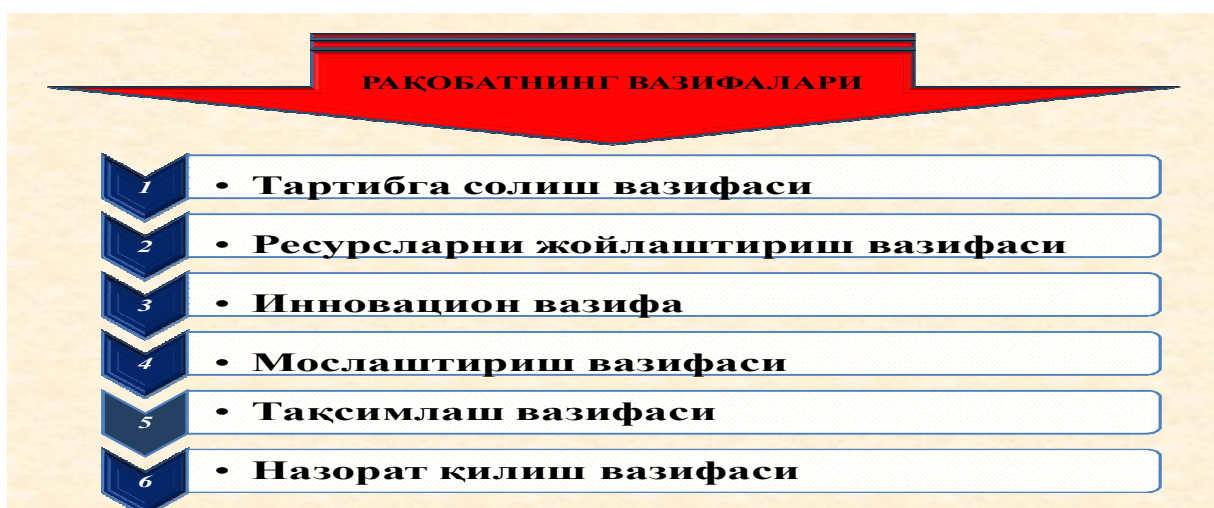 РАҚОБАТНИНГ ВАЗИФАЛАРИ
1 • Тартибга солиш вазифаси
2 • Ресурсларни жойлаштириш вазифаси
3 • Инновацион вазифа
4 • Мослаштириш вазифаси
5 • Тақсимлаш вазифаси
6 • Назорат қилиш вазифаси